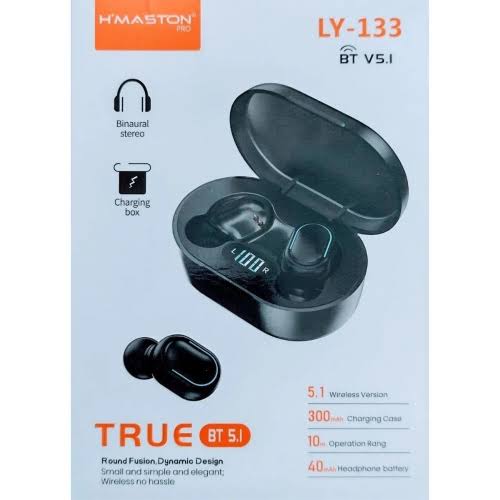 H'MASTON
PRO
LY-133
BT V5.1
Binaural
stereo
Charging
box
L 100 R
5.1 Wireless Version
300mAh Charging Case
10m Operation Rang
40mAh Headphone battery
TRUE BT 5.1
Round Fusion,Dynamic Design
Small and simple and elegant;
Wireless no hassle